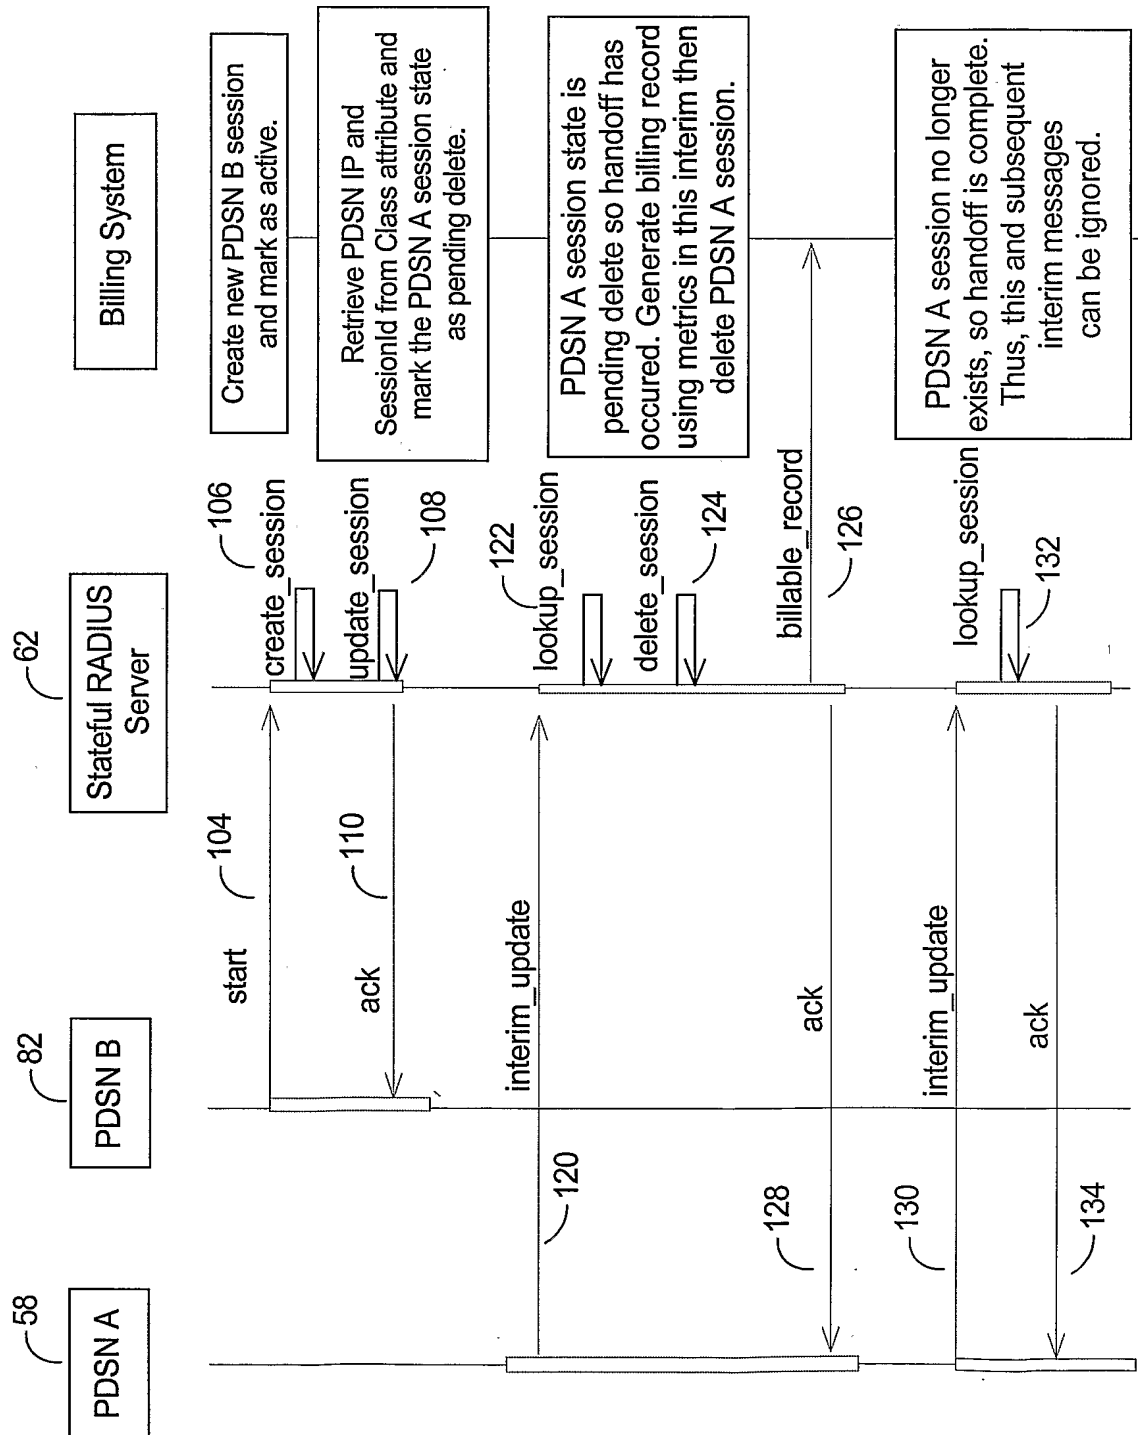 58
PDSN A
82
PDSN B
62
Stateful RADIUS
Server
Billing System
start
104
create_session
106
Create new PDSN B session
and mark as active.
update_session
108
ack
110
Retrieve PDSN IP and
SessionId from Class attribute and
mark the PDSN A session state
as pending delete.
120
interim_update
lookup_session
122
delete_session
124
PDSN A session state is
pending delete so handoff has
occured. Generate billing record
using metrics in this interim then
delete PDSN A session.
billable_record
126
128
ack
130
interim_update
lookup_session
132
PDSN A session no longer
exists, so handoff is complete.
Thus, this and subsequent
interim messages
can be ignored.
134
ack